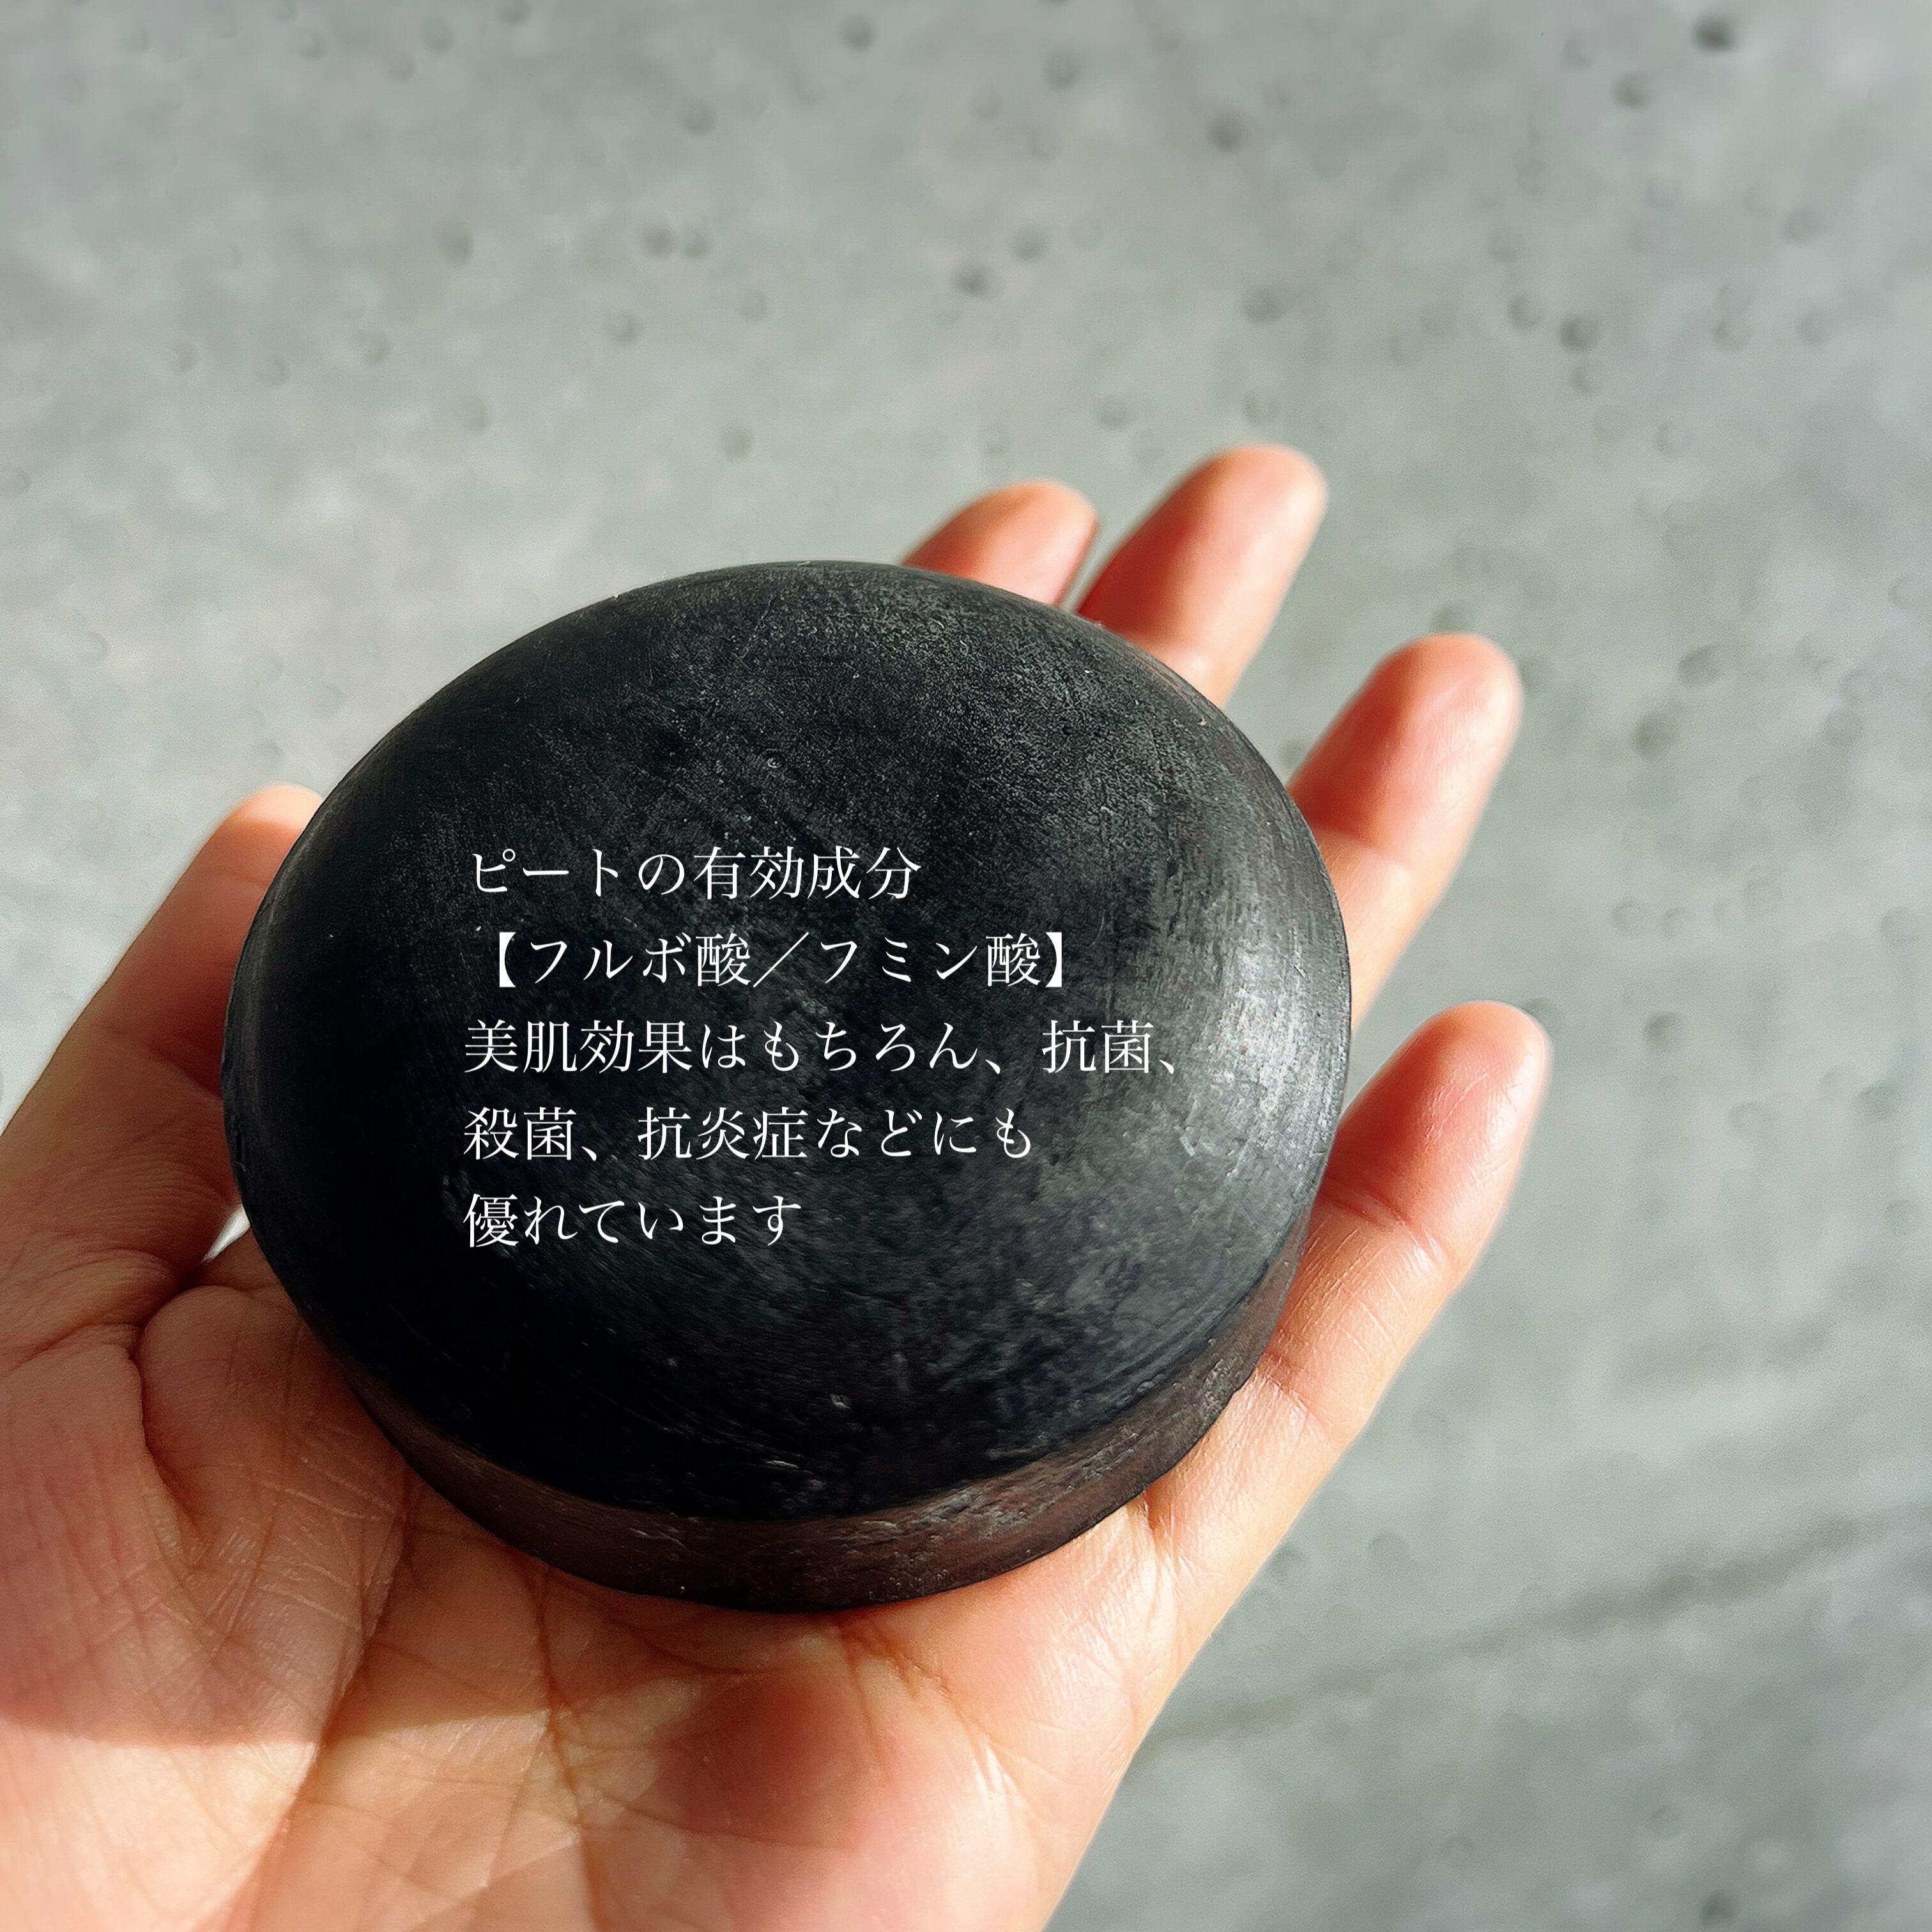 ピートの有効成分
【フルボ酸／フミン酸】
美肌効果はもちろん、抗菌、
殺菌、抗炎症などにも
優れています